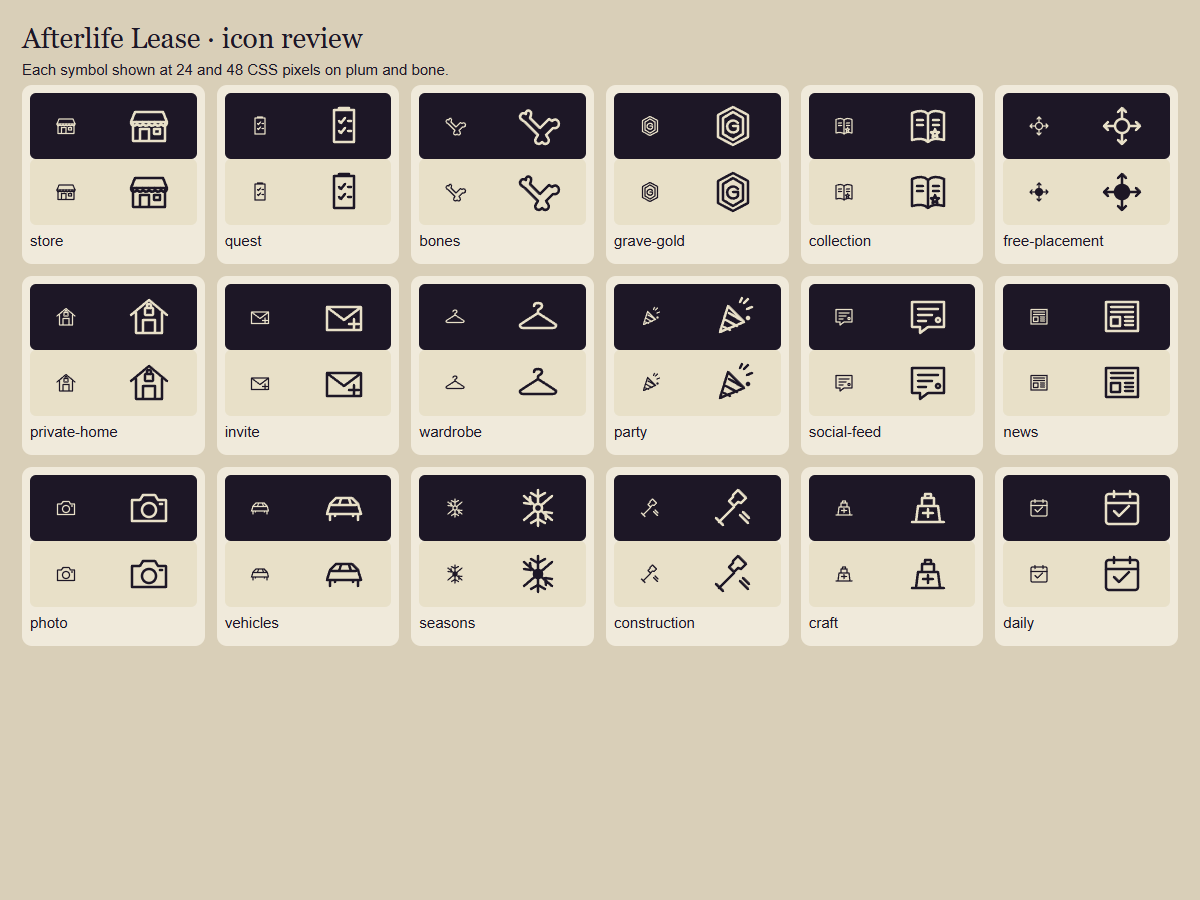 Afterlife Lease · icon review
Each symbol shown at 24 and 48 CSS pixels on plum and bone.
store
quest
bones
G
G
G
G
grave-gold
collection
free-placement
private-home
invite
wardrobe
party
social-feed
news
photo
vehicles
seasons
construction
craft
daily